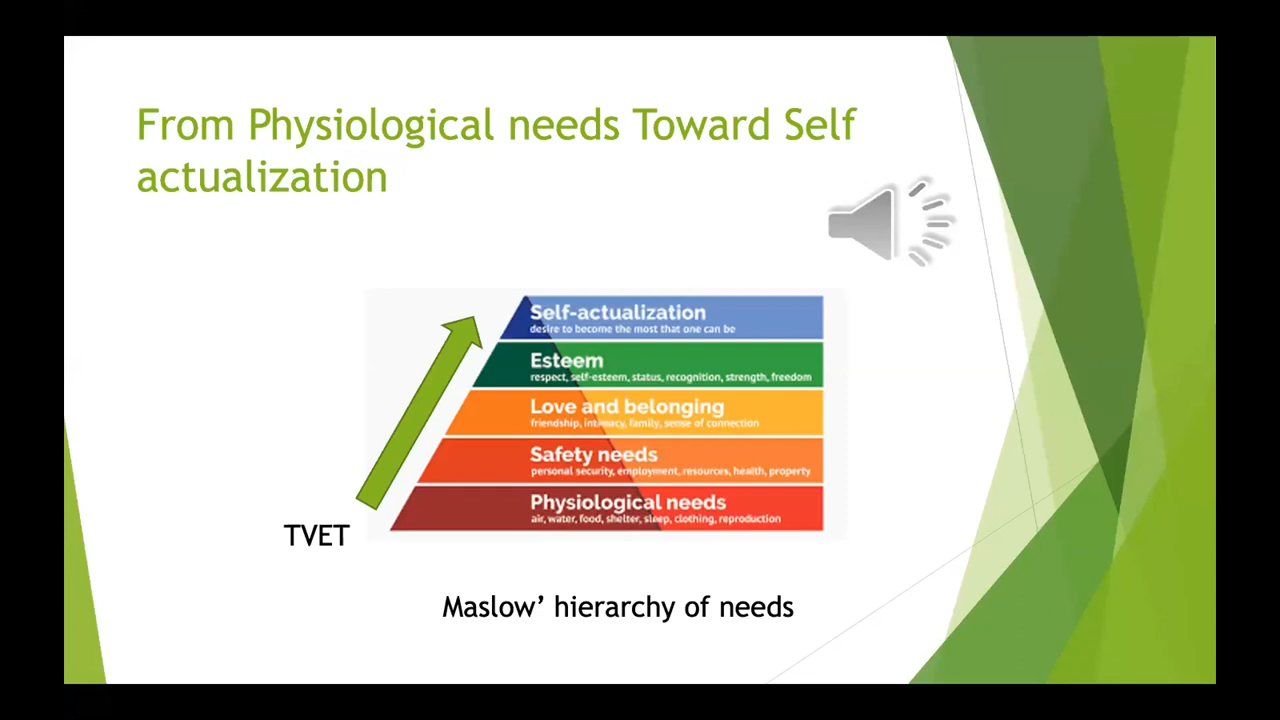 From Physiological needs Toward Self
actualization
Self-actualization
desire to become the most that one can be
Esteem
respect, self-esteem, status, recognition, strength, freedom
Love and belonging
friendship, intimacy, family, sense of connection
Safety needs
personal security, employment, resources, health, property
Physiological needs
air, water, food, shelter, sleep, clothing, reproduction
TVET
Maslow’ hierarchy of needs